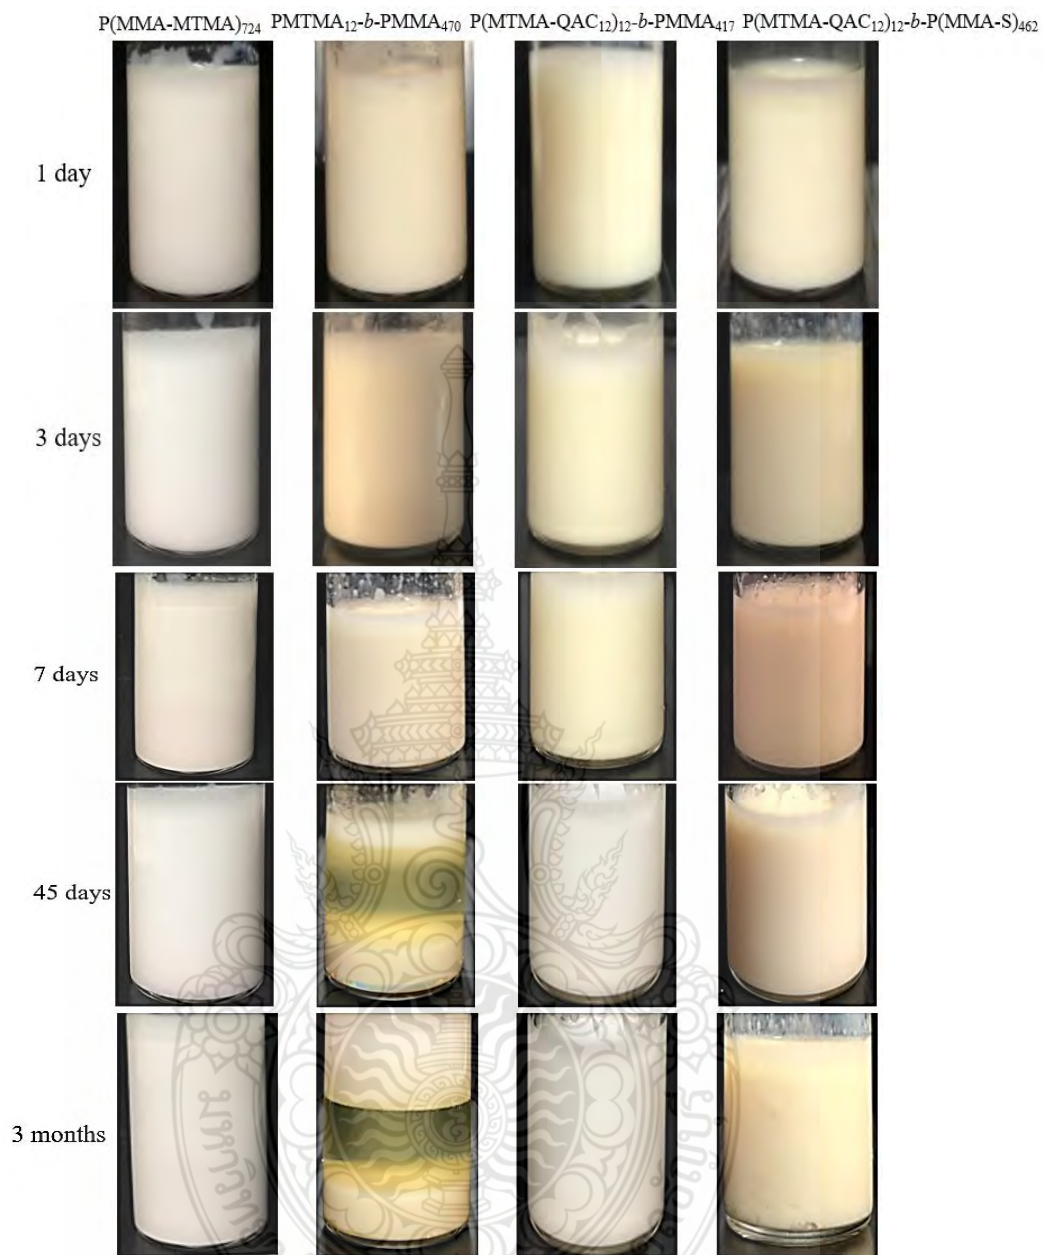 P(MMA-MTMA)₇₂₄ PMTMA₁₂-b-PMMA₄₇₀ P(MTMA-QAC₁₂)₁₂-b-PMMA₄₁₇ P(MTMA-QAC₁₂)₁₂-b-P(MMA-S)₄₆₂
1 day
3 days
7 days
45 days
3 months